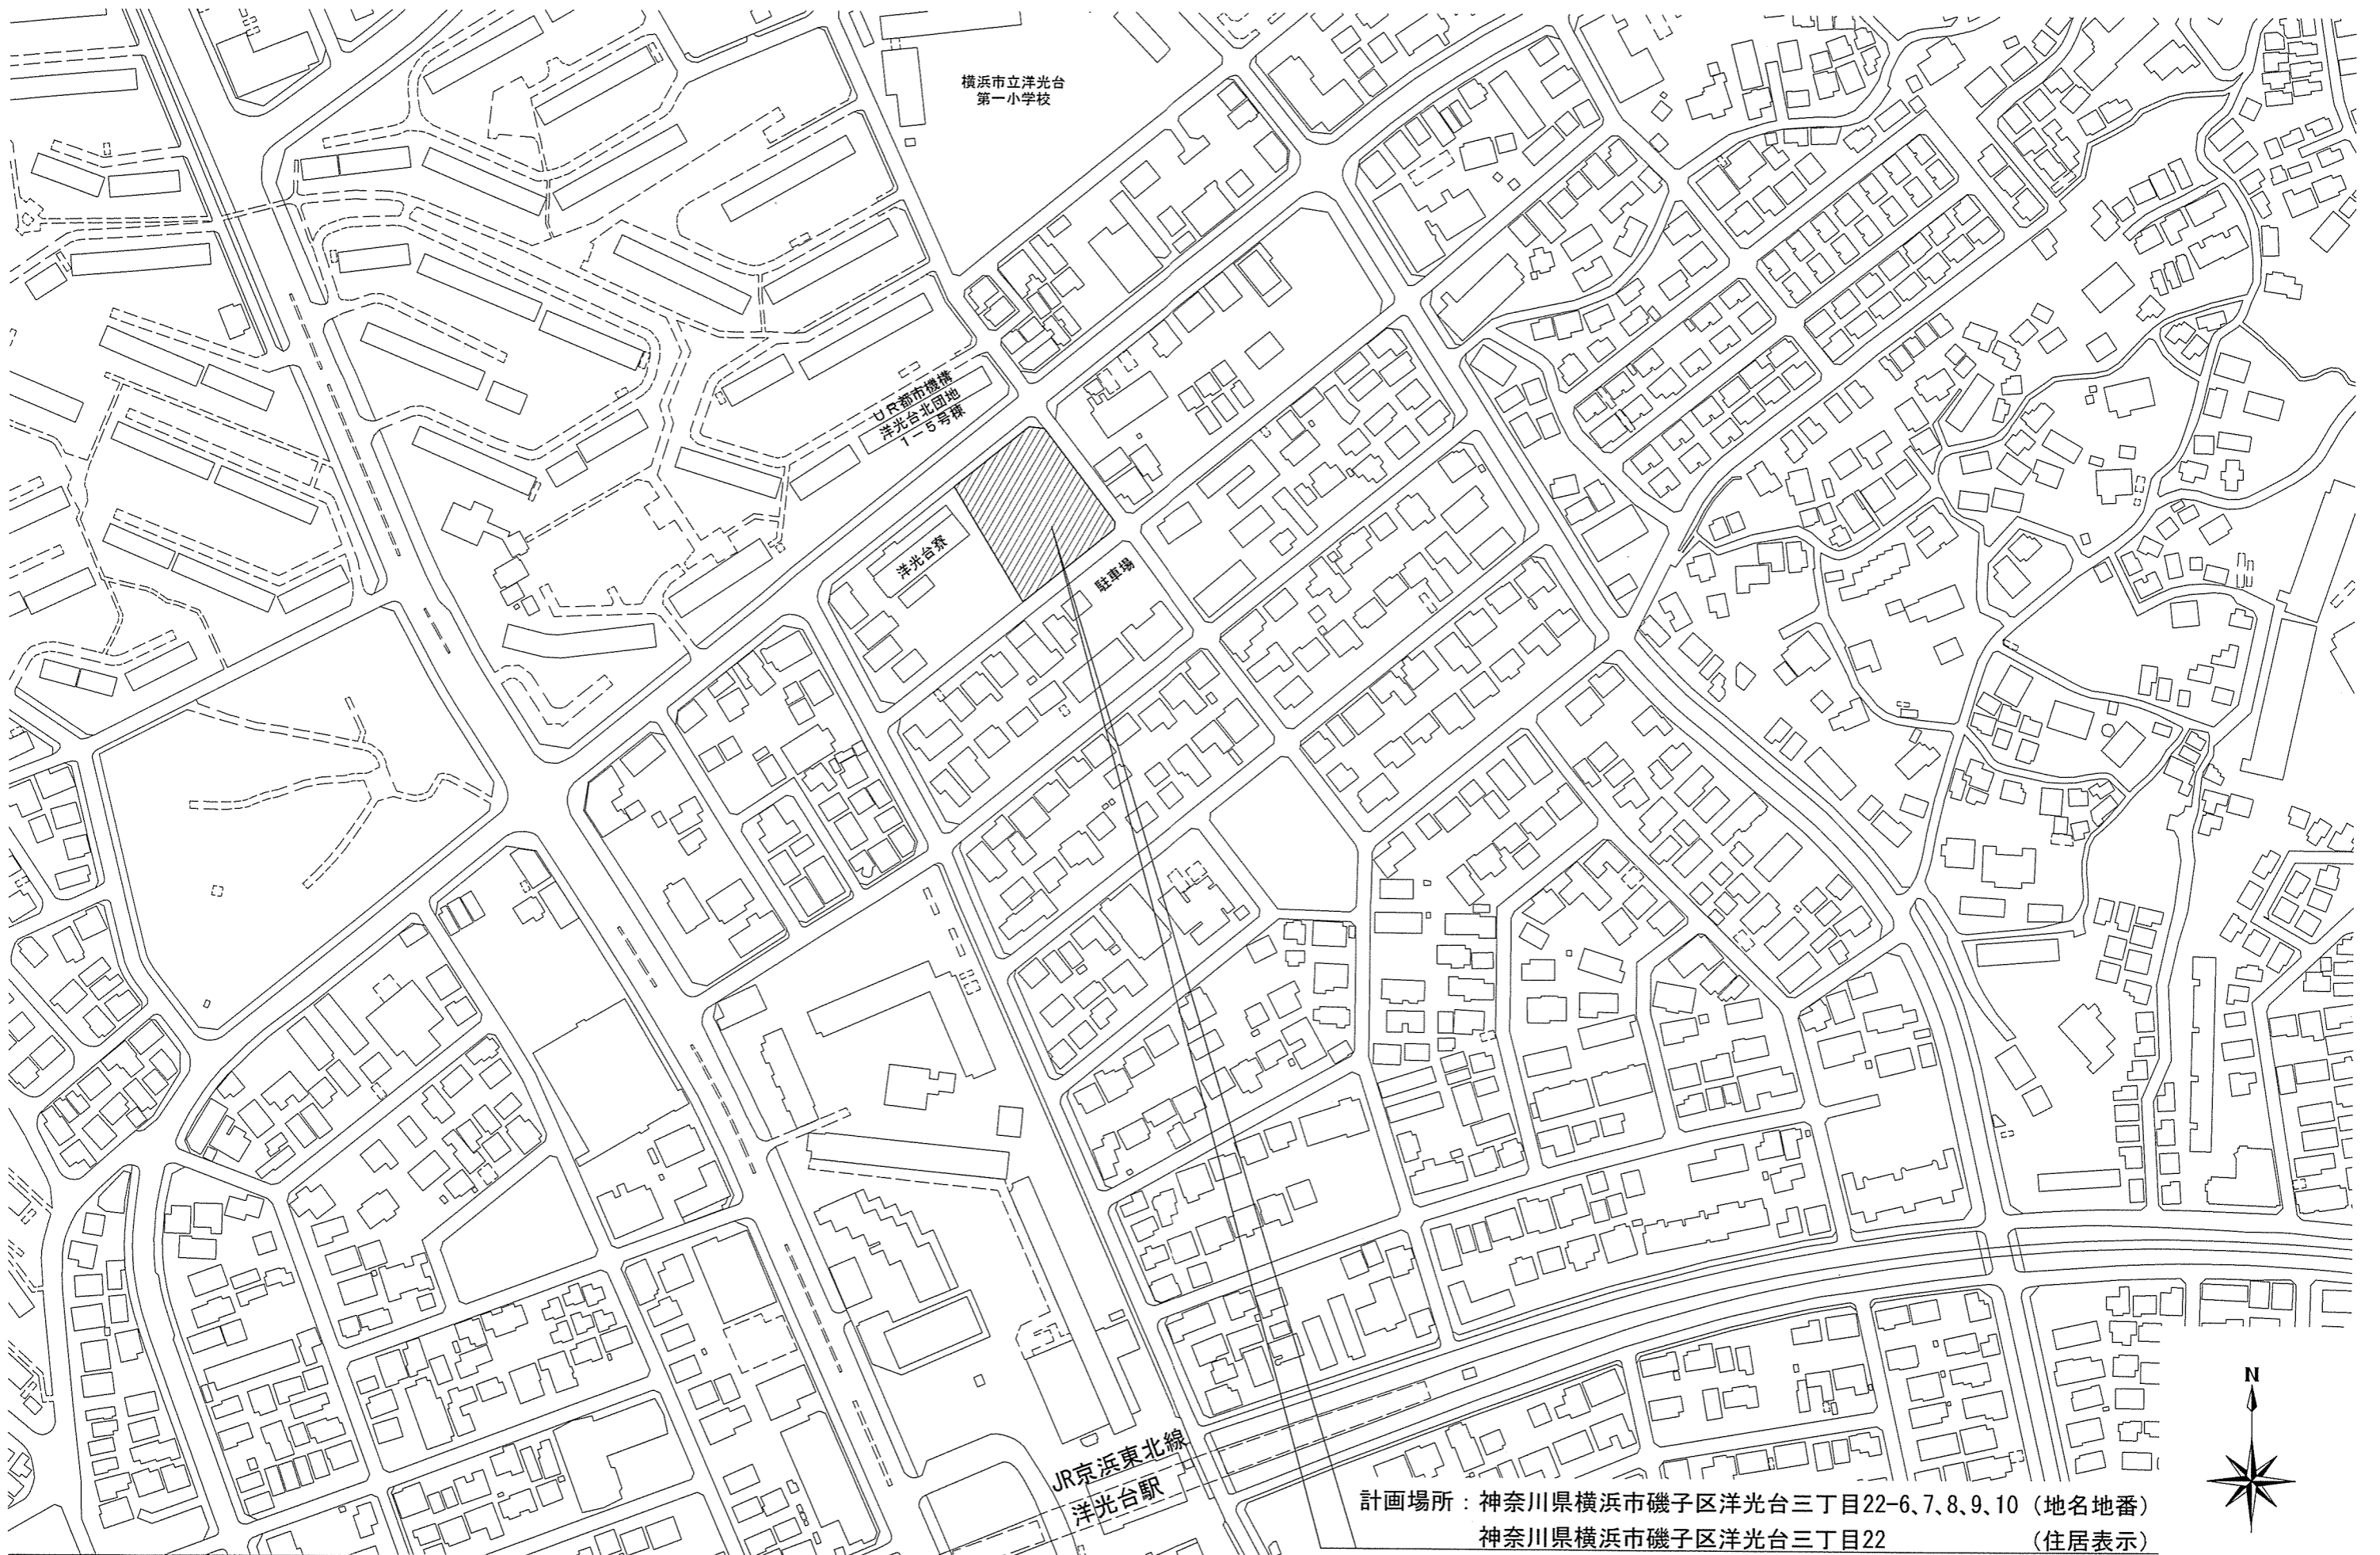 横浜市立洋光台
第一小学校
UR都市機構
洋光台北団地
1－5号棟
洋光台寮
駐車場
JR京浜東北線
洋光台駅
N
計画場所：神奈川県横浜市磯子区洋光台三丁目22-6、7、8、9、10（地名地番）
神奈川県横浜市磯子区洋光台三丁目22（住居表示）